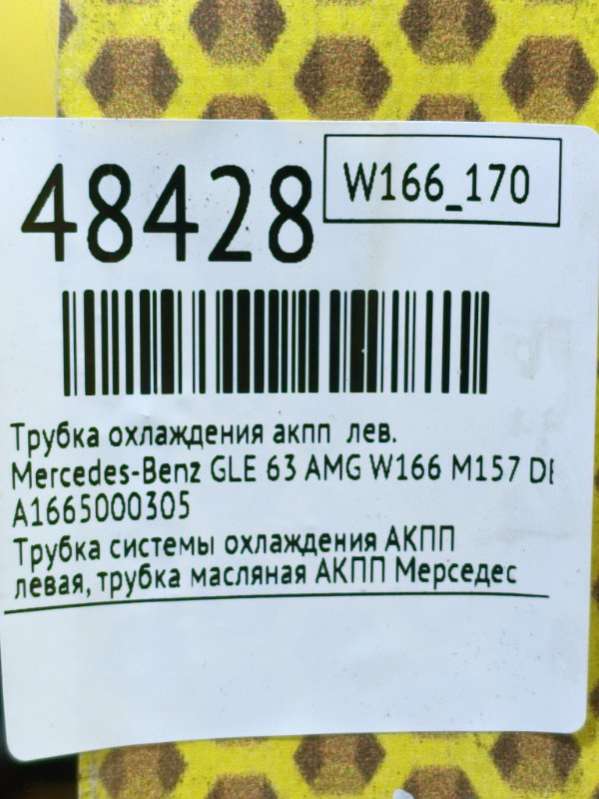 48428
W166_170
Трубка охлаждения акпп лев.
Mercedes-Benz GLE 63 AMG W166 M157 DE
A1665000305
Трубка системы охлаждения АКПП
левая, трубка масляная АКПП Мерседес